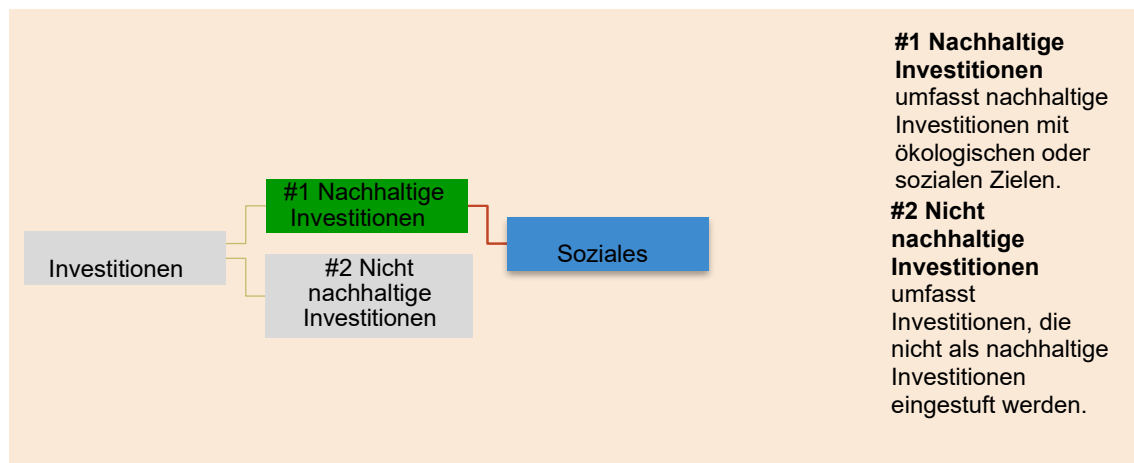 #1 Nachhaltige
Investitionen
umfasst nachhaltige
Investitionen mit
ökologischen oder
sozialen Zielen.
#2 Nicht
nachhaltige
Investitionen
umfasst
Investitionen, die
nicht als nachhaltige
Investitionen
eingestuft werden.
Investitionen
#1 Nachhaltige
Investitionen
#2 Nicht
nachhaltige
Investitionen
Soziales